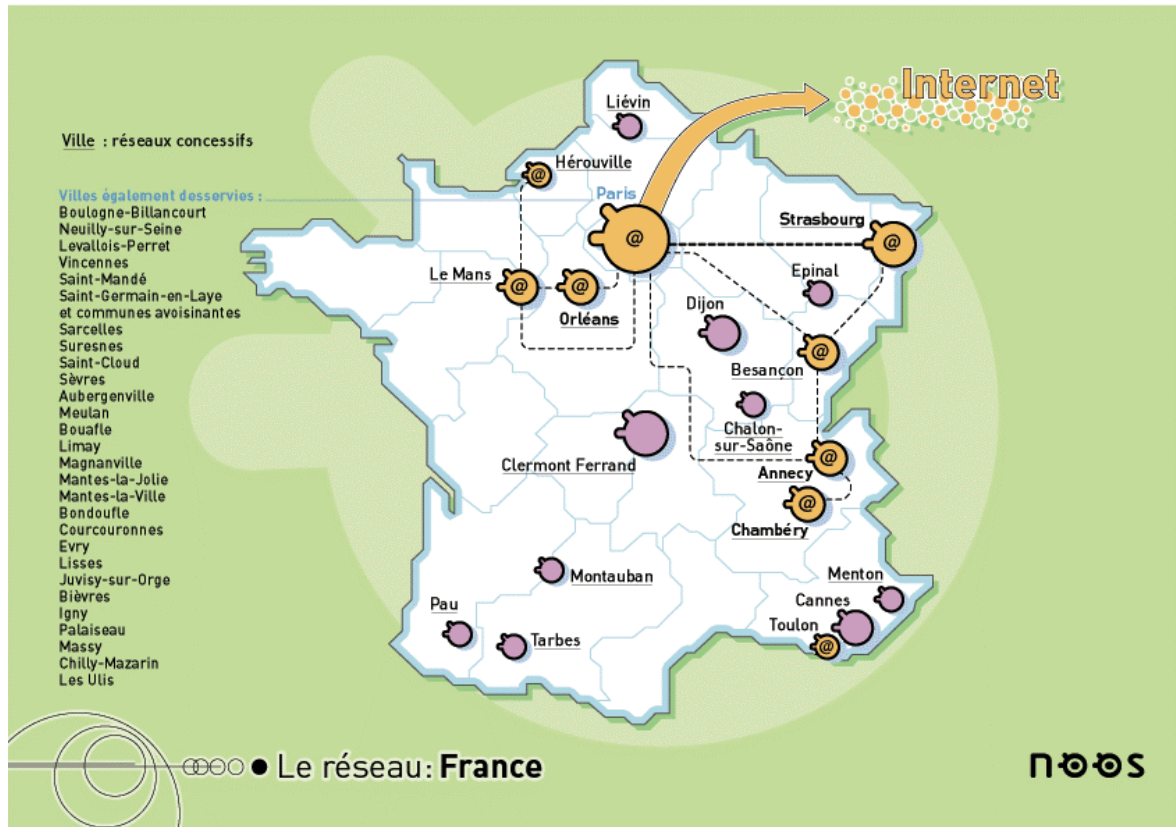 Internet
Liévin
Ville : réseaux concessifs
Hérouville
@
Villes également desservies :
Paris
Boulogne-Billancourt
Neuilly-sur-Seine
Levallois-Perret
Vincennes
Saint-Mandé
Saint-Germain-en-Laye
et communes avoisinantes
Sarcelles
Suresnes
Saint-Cloud
Sèvres
Aubergenville
Meulan
Bouafle
Limay
Magnanville
Mantes-la-Jolie
Mantes-la-Ville
Bondoufle
Courcouronnes
Evry
Lisses
Juvisy-sur-Orge
Bièvres
Igny
Palaiseau
Massy
Chilly-Mazarin
Les Ulis
@
Strasbourg
@
Le Mans
@
@
Orléans
Epinal
Dijon
@
Besançon
Chalon-
sur-Saône
Clermont Ferrand
@
Annecy
@
Chambéry
Montauban
Menton
Pau
Cannes
Toulon
@
Tarbes
Le réseau: France
noos